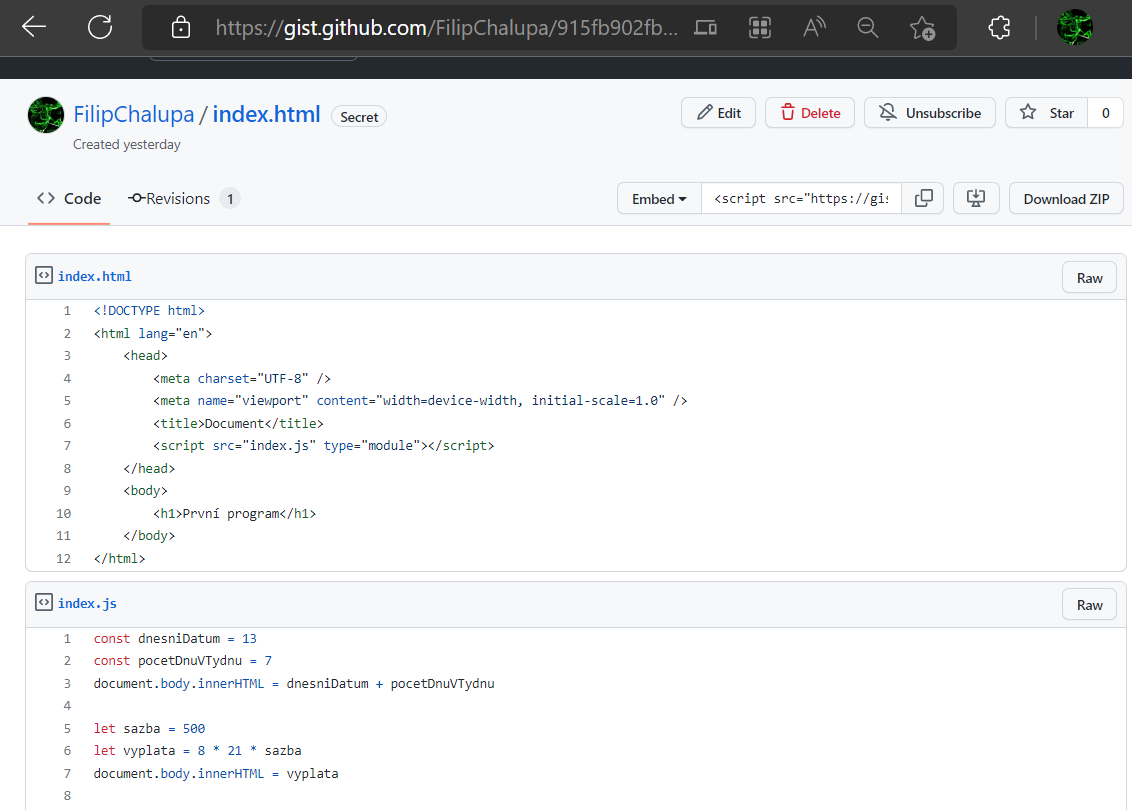 https://gist.github.com/FilipChalupa/915fb902fb...
FilipChalupa / index.html Secret
Edit Delete Unsubscribe Star 0
Created yesterday
Code Revisions 1
Embed <script src="https://gis Download ZIP
index.html
Raw
1 <!DOCTYPE html>
2 <html lang="en">
3 <head>
4 <meta charset="UTF-8" />
5 <meta name="viewport" content="width=device-width, initial-scale=1.0" />
6 <title>Document</title>
7 <script src="index.js" type="module"></script>
8 </head>
9 <body>
10 <h1>První program</h1>
11 </body>
12 </html>
index.js
Raw
1 const dnesniDatum = 13
2 const pocetDnuVTydnu = 7
3 document.body.innerHTML = dnesniDatum + pocetDnuVTydnu
4
5 let sazba = 500
6 let vyplata = 8 * 21 * sazba
7 document.body.innerHTML = vyplata
8